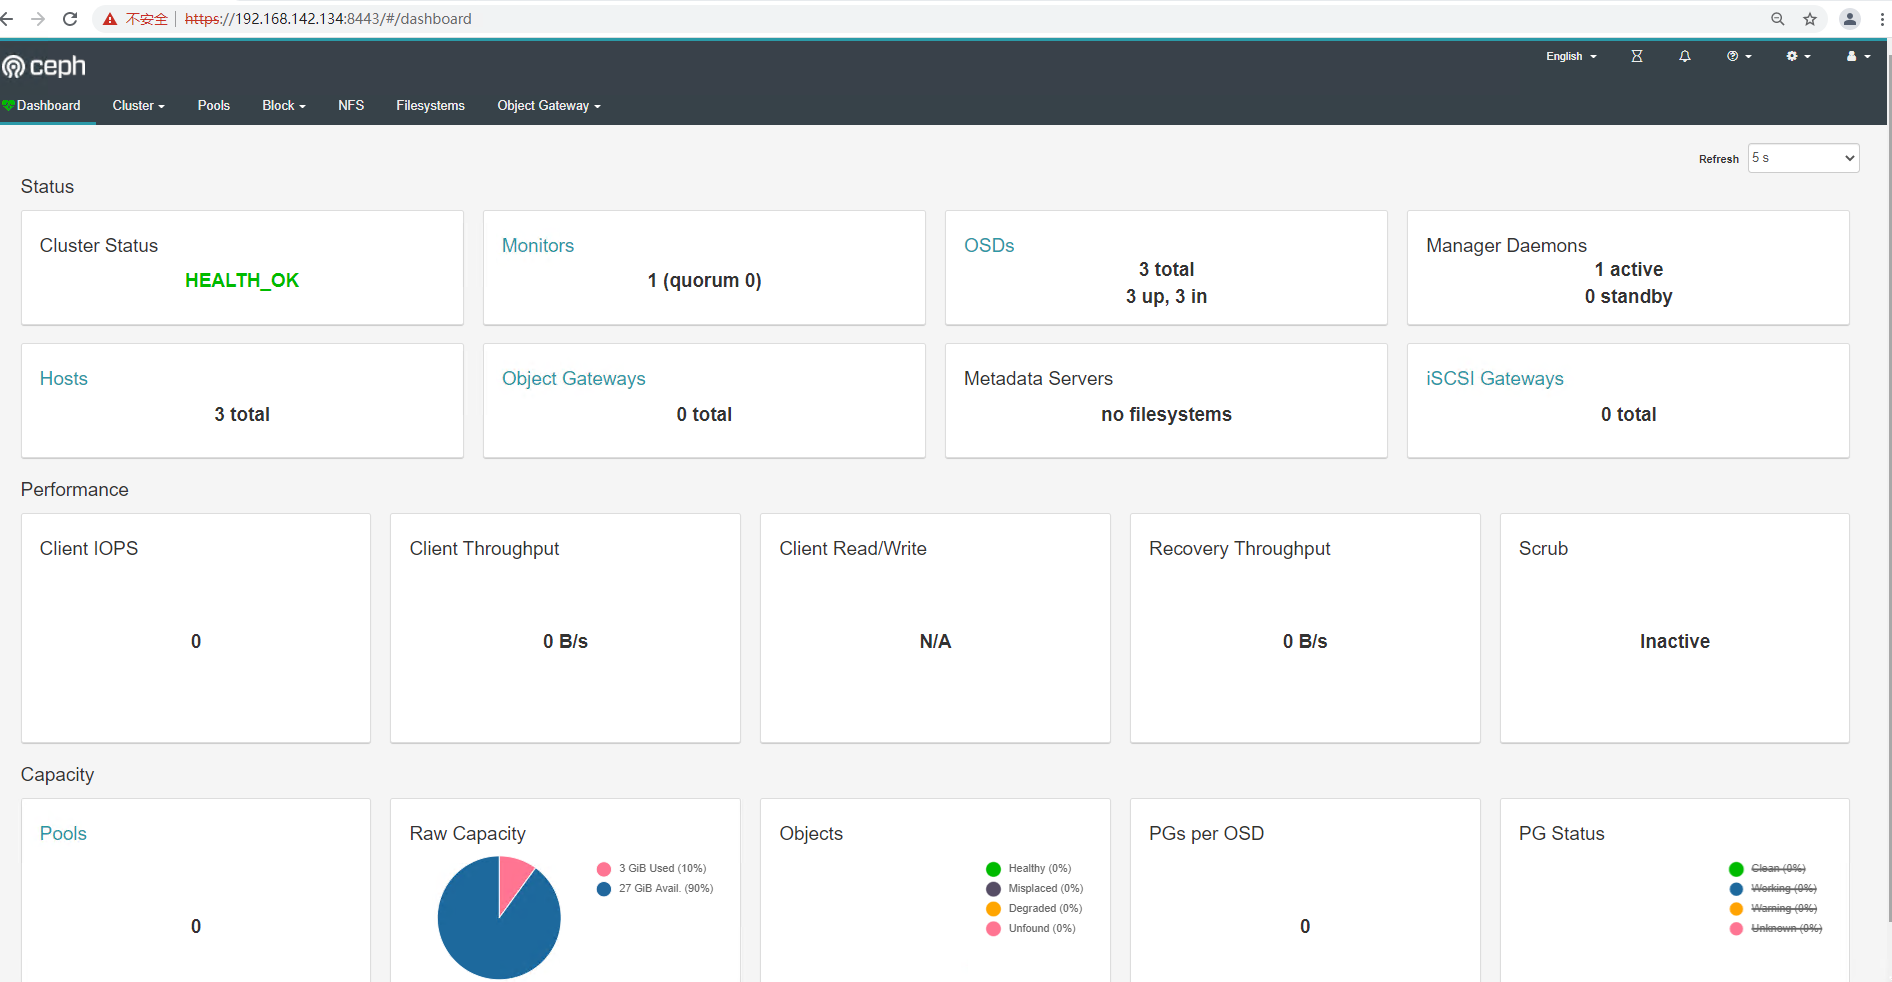 不安全 https://192.168.142.134:8443/#/dashboard
ceph
English
Dashboard Cluster Pools Block NFS Filesystems Object Gateway
Refresh 5 s
Status
Cluster Status
HEALTH_OK
Monitors
1 (quorum 0)
OSDs
3 total
3 up, 3 in
Manager Daemons
1 active
0 standby
Hosts
3 total
Object Gateways
0 total
Metadata Servers
no filesystems
iSCSI Gateways
0 total
Performance
Client IOPS
0
Client Throughput
0 B/s
Client Read/Write
N/A
Recovery Throughput
0 B/s
Scrub
Inactive
Capacity
Pools
0
Raw Capacity
3 GiB Used (10%)
27 GiB Avail. (90%)
Objects
Healthy (0%)
Misplaced (0%)
Degraded (0%)
Unfound (0%)
PGs per OSD
0
PG Status
Clean (0%)
Working (0%)
Warning (0%)
Unknown (0%)